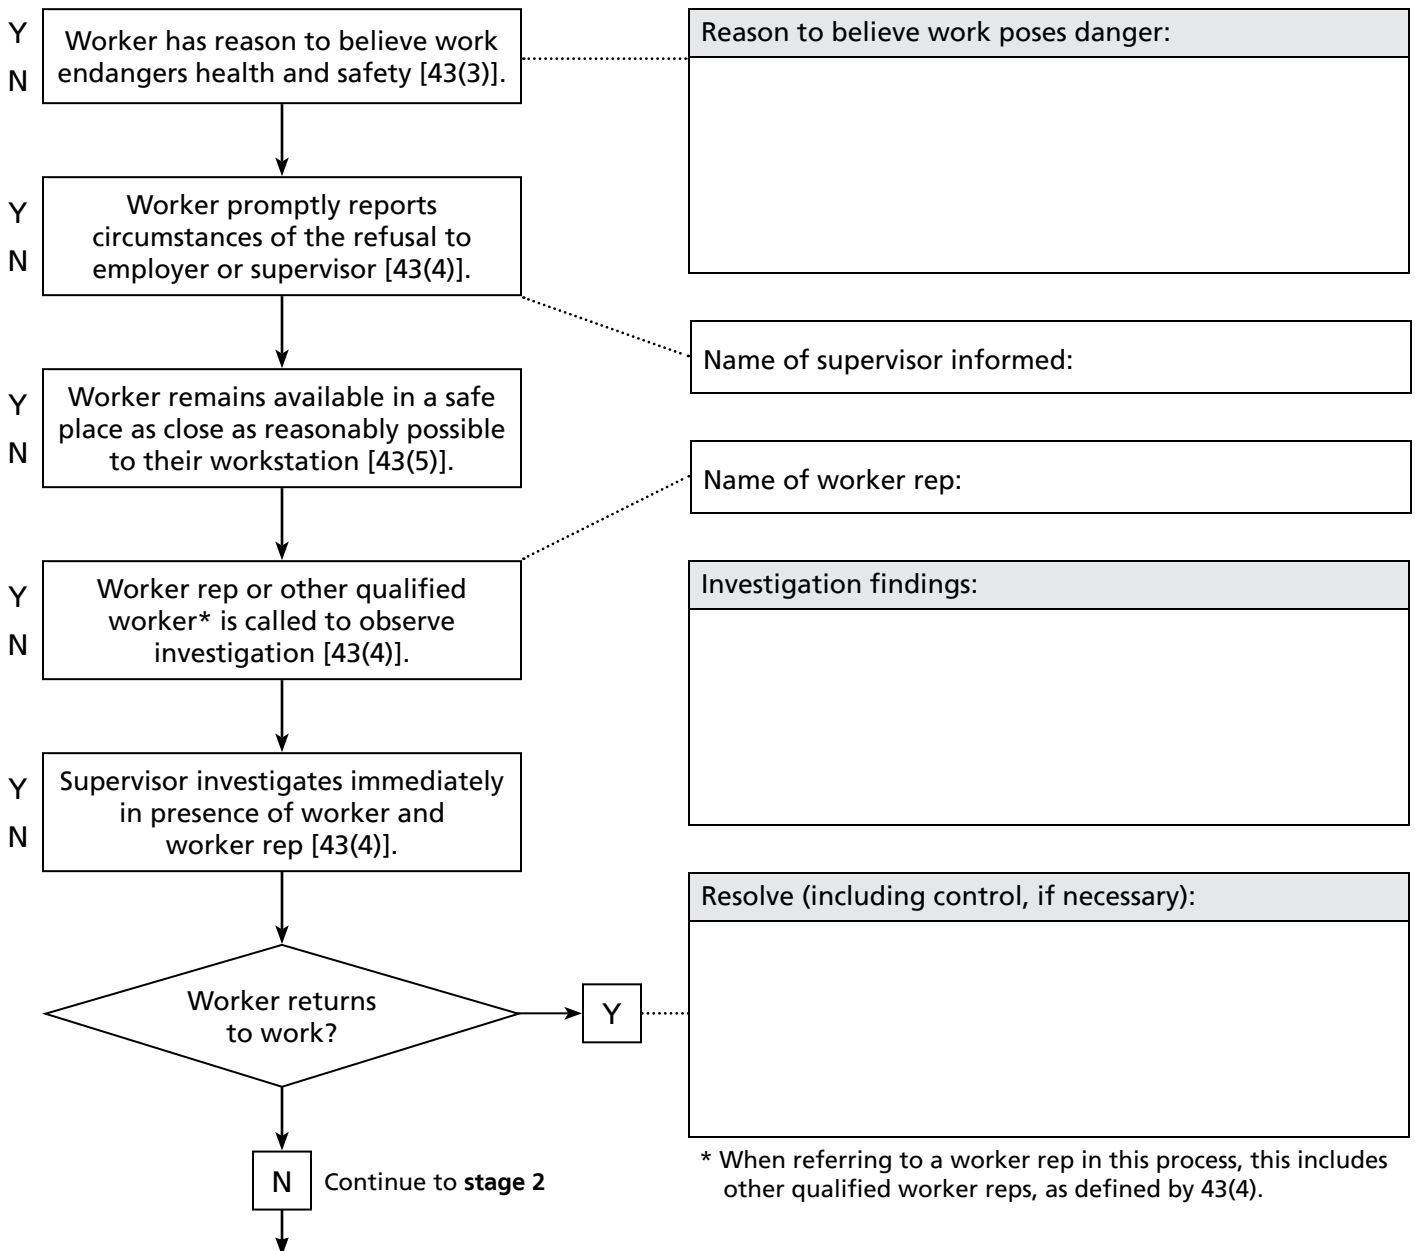 Y
N
Worker has reason to believe work
endangers health and safety [43(3)].
Reason to believe work poses danger:
Y
N
Worker promptly reports
circumstances of the refusal to
employer or supervisor [43(4)].
Name of supervisor informed:
Y
N
Worker remains available in a safe
place as close as reasonably possible
to their workstation [43(5)].
Name of worker rep:
Y
N
Worker rep or other qualified
worker* is called to observe
investigation [43(4)].
Investigation findings:
Y
N
Supervisor investigates immediately
in presence of worker and
worker rep [43(4)].
Resolve (including control, if necessary):
Worker returns
to work?
Y
N
Continue to stage 2
* When referring to a worker rep in this process, this includes
other qualified worker reps, as defined by 43(4).